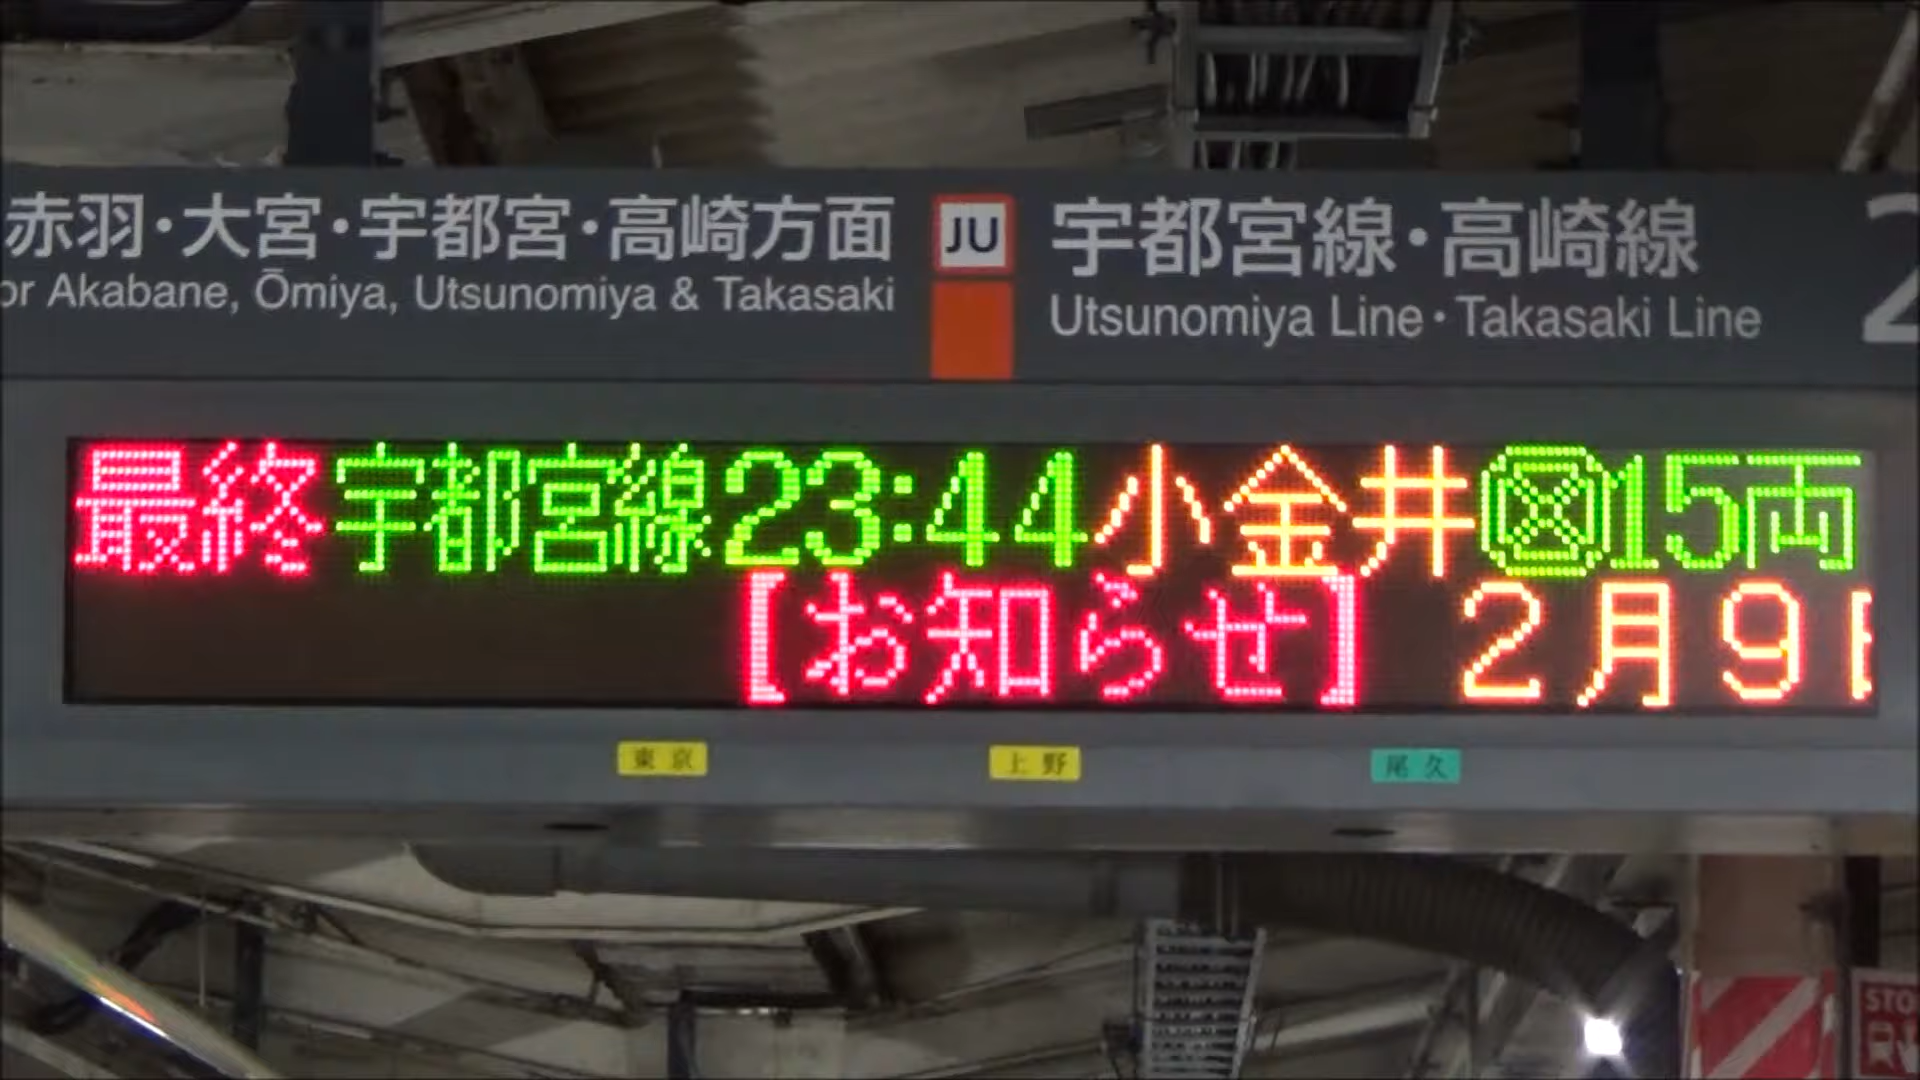 赤羽・大宮・宇都宮・高崎方面
or Akabane, Ōmiya, Utsunomiya & Takasaki
JU
宇都宮線・高崎線
Utsunomiya Line・Takasaki Line
2
最終 宇都宮線 23:44 小金井 15両
【お知らせ】 2月9
東京
上野
尾久
STO